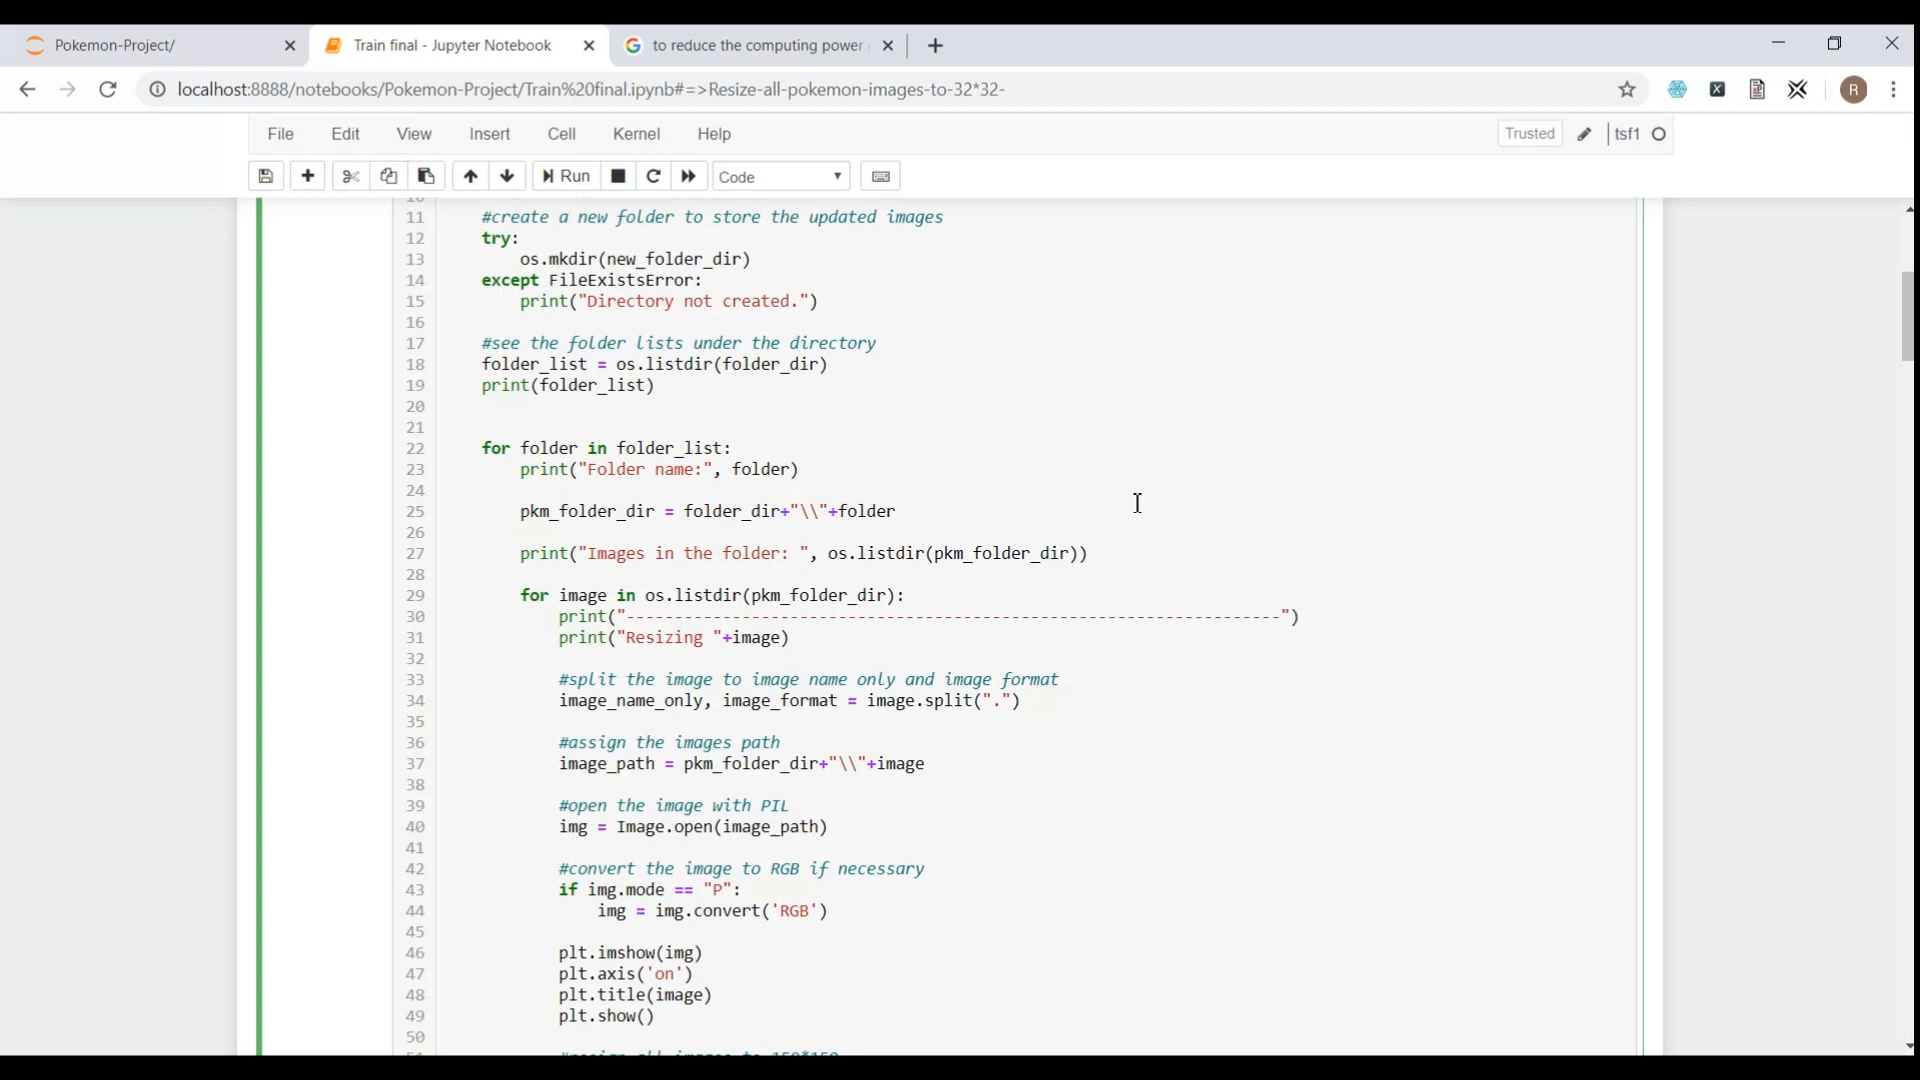 Pokemon-Project/
Train final - Jupyter Notebook
to reduce the computing power
localhost:8888/notebooks/Pokemon-Project/Train%20final.ipynb#=>Resize-all-pokemon-images-to-32*32-
R
File Edit View Insert Cell Kernel Help
Trusted
tsf1
Run
Code
10
11 #create a new folder to store the updated images
12 try:
13 os.mkdir(new_folder_dir)
14 except FileExistsError:
15 print("Directory not created.")
16
17 #see the folder lists under the directory
18 folder_list = os.listdir(folder_dir)
19 print(folder_list)
20
21
22 for folder in folder_list:
23 print("Folder name:", folder)
24
25 pkm_folder_dir = folder_dir+"\\"+folder
26
27 print("Images in the folder: ", os.listdir(pkm_folder_dir))
28
29 for image in os.listdir(pkm_folder_dir):
30 print("--------------------------------------------------------------------")
31 print("Resizing "+image)
32
33 #split the image to image name only and image format
34 image_name_only, image_format = image.split(".")
35
36 #assign the images path
37 image_path = pkm_folder_dir+"\\"+image
38
39 #open the image with PIL
40 img = Image.open(image_path)
41
42 #convert the image to RGB if necessary
43 if img.mode == "P":
44 img = img.convert('RGB')
45
46 plt.imshow(img)
47 plt.axis('on')
48 plt.title(image)
49 plt.show()
50